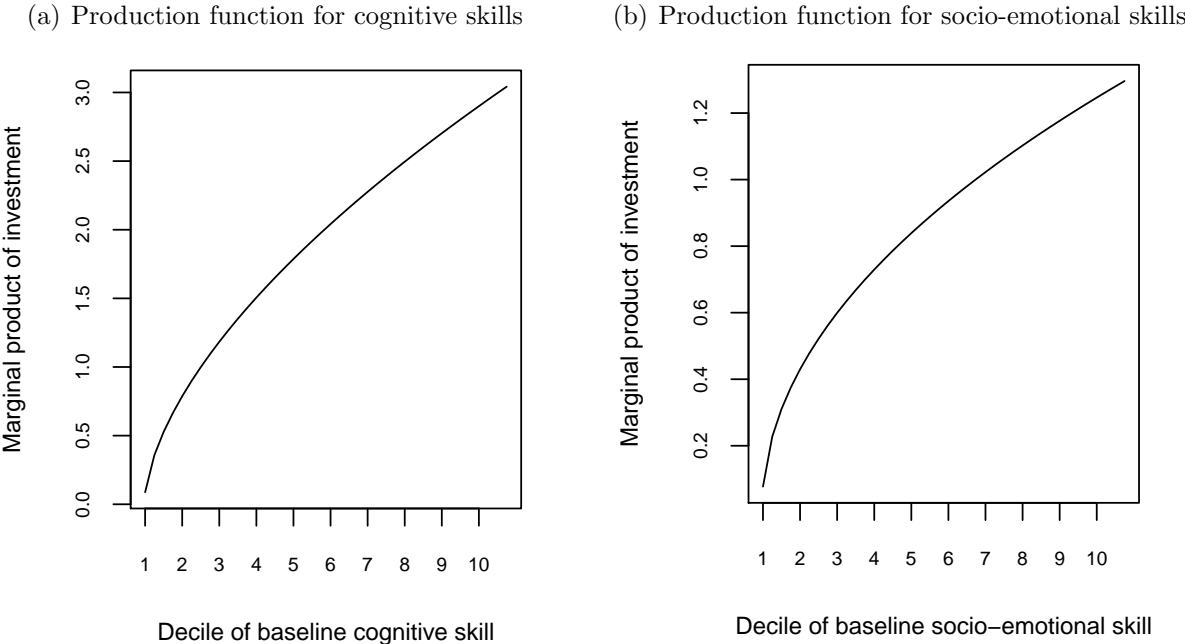 (a) Production function for cognitive skills
Marginal product of investment
3.0
2.5
2.0
1.5
1.0
0.5
0.0
1 2 3 4 5 6 7 8 9 10
Decile of baseline cognitive skill
(b) Production function for socio-emotional skills
Marginal product of investment
1.2
1.0
0.8
0.6
0.4
0.2
1 2 3 4 5 6 7 8 9 10
Decile of baseline socio−emotional skill